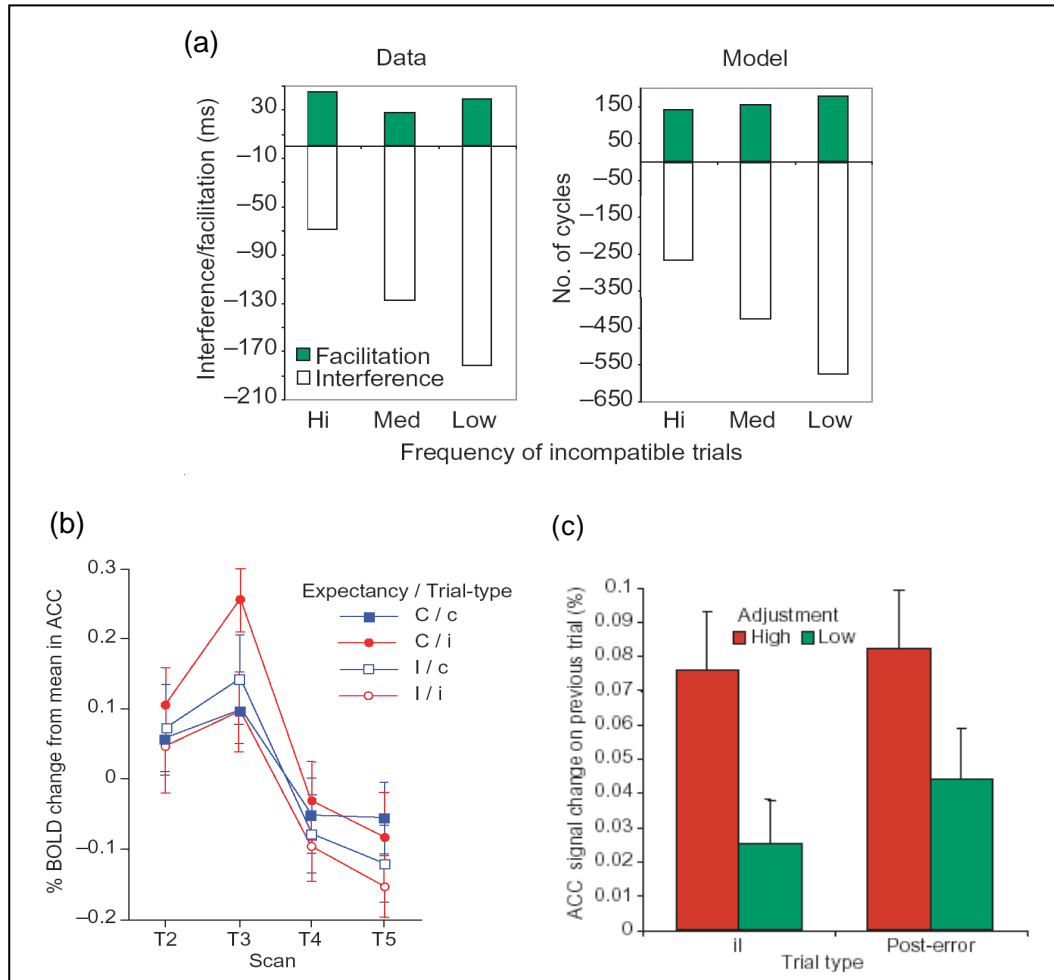 (a)
Data
Model
Interference/facilitation (ms)
30
–10
–50
–90
–130
–170
–210
Facilitation
Interference
Hi Med Low
No. of cycles
150
50
–50
–150
–250
–350
–450
–550
–650
Hi Med Low
Frequency of incompatible trials
(b)
% BOLD change from mean in ACC
0.3
0.2
0.1
0
–0.1
–0.2
Expectancy / Trial-type
C / c
C / i
I / c
I / i
T2 T3 T4 T5
Scan
(c)
ACC signal change on previous trial (%)
0.1
0.09
0.08
0.07
0.06
0.05
0.04
0.03
0.02
0.01
0
Adjustment
High Low
iI Post-error
Trial type